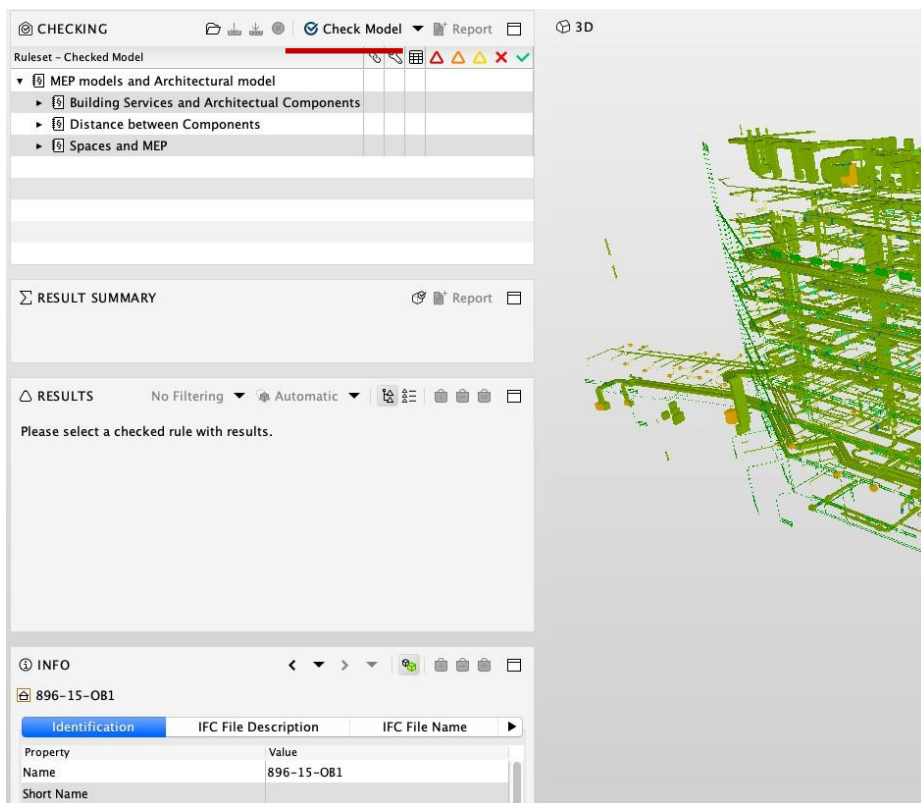 CHECKING
Check Model
Report
3D
Ruleset - Checked Model
MEP models and Architectural model
Building Services and Architectual Components
Distance between Components
Spaces and MEP
RESULT SUMMARY
Report
RESULTS
No Filtering
Automatic
Please select a checked rule with results.
INFO
896-15-OB1
Identification
IFC File Description
IFC File Name
Property
Value
Name
896-15-OB1
Short Name